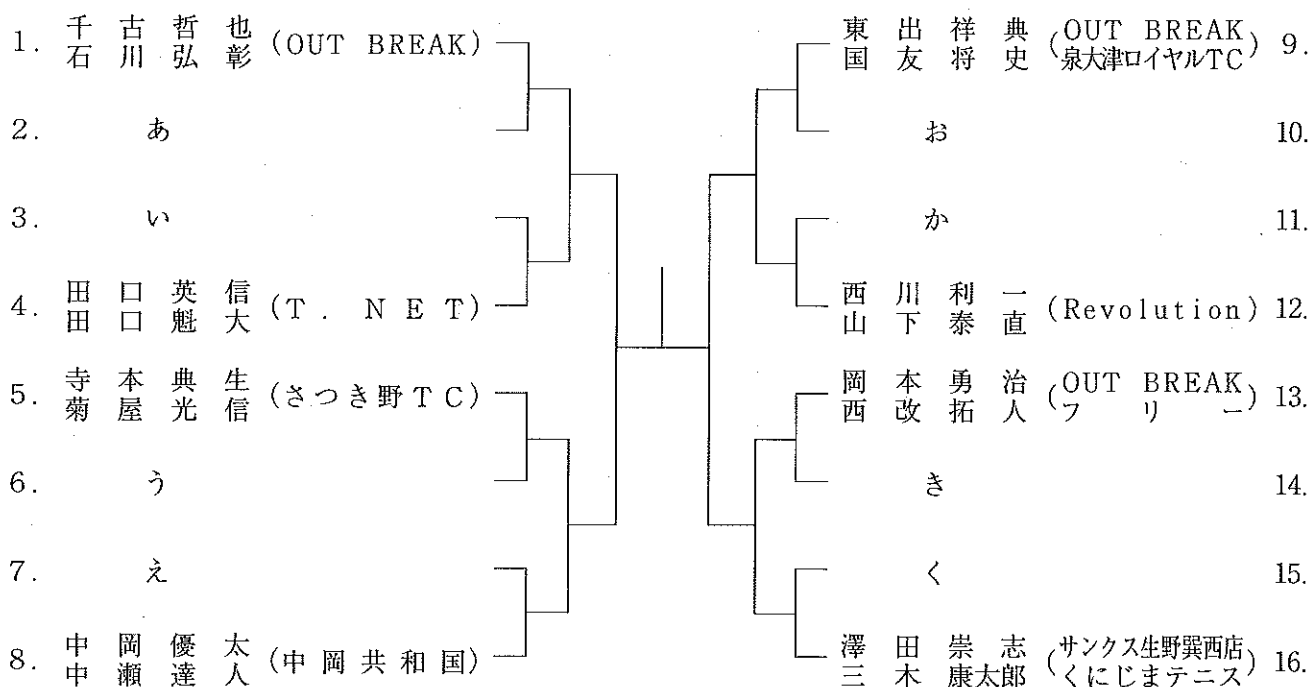 1. 千古哲也 (OUT BREAK)
石川弘彰
2. あ
3. い
4. 田口英信 (T. NET)
田口魁大
5. 寺本典生 (さつき野TC)
菊屋光信
6. う
7. え
8. 中岡優太 (中岡共和国)
中瀬達人
東出祥典 (OUT BREAK 9.
国友将史 泉大津ロイヤルTC)
お 10.
か 11.
西川利一 (Revolution) 12.
山下泰直
岡本勇治 (OUT BREAK 13.
西改拓人 フリー)
き 14.
く 15.
澤田崇志 (サンクス生野巽西店 16.
三木康太郎 くにじまテニス)